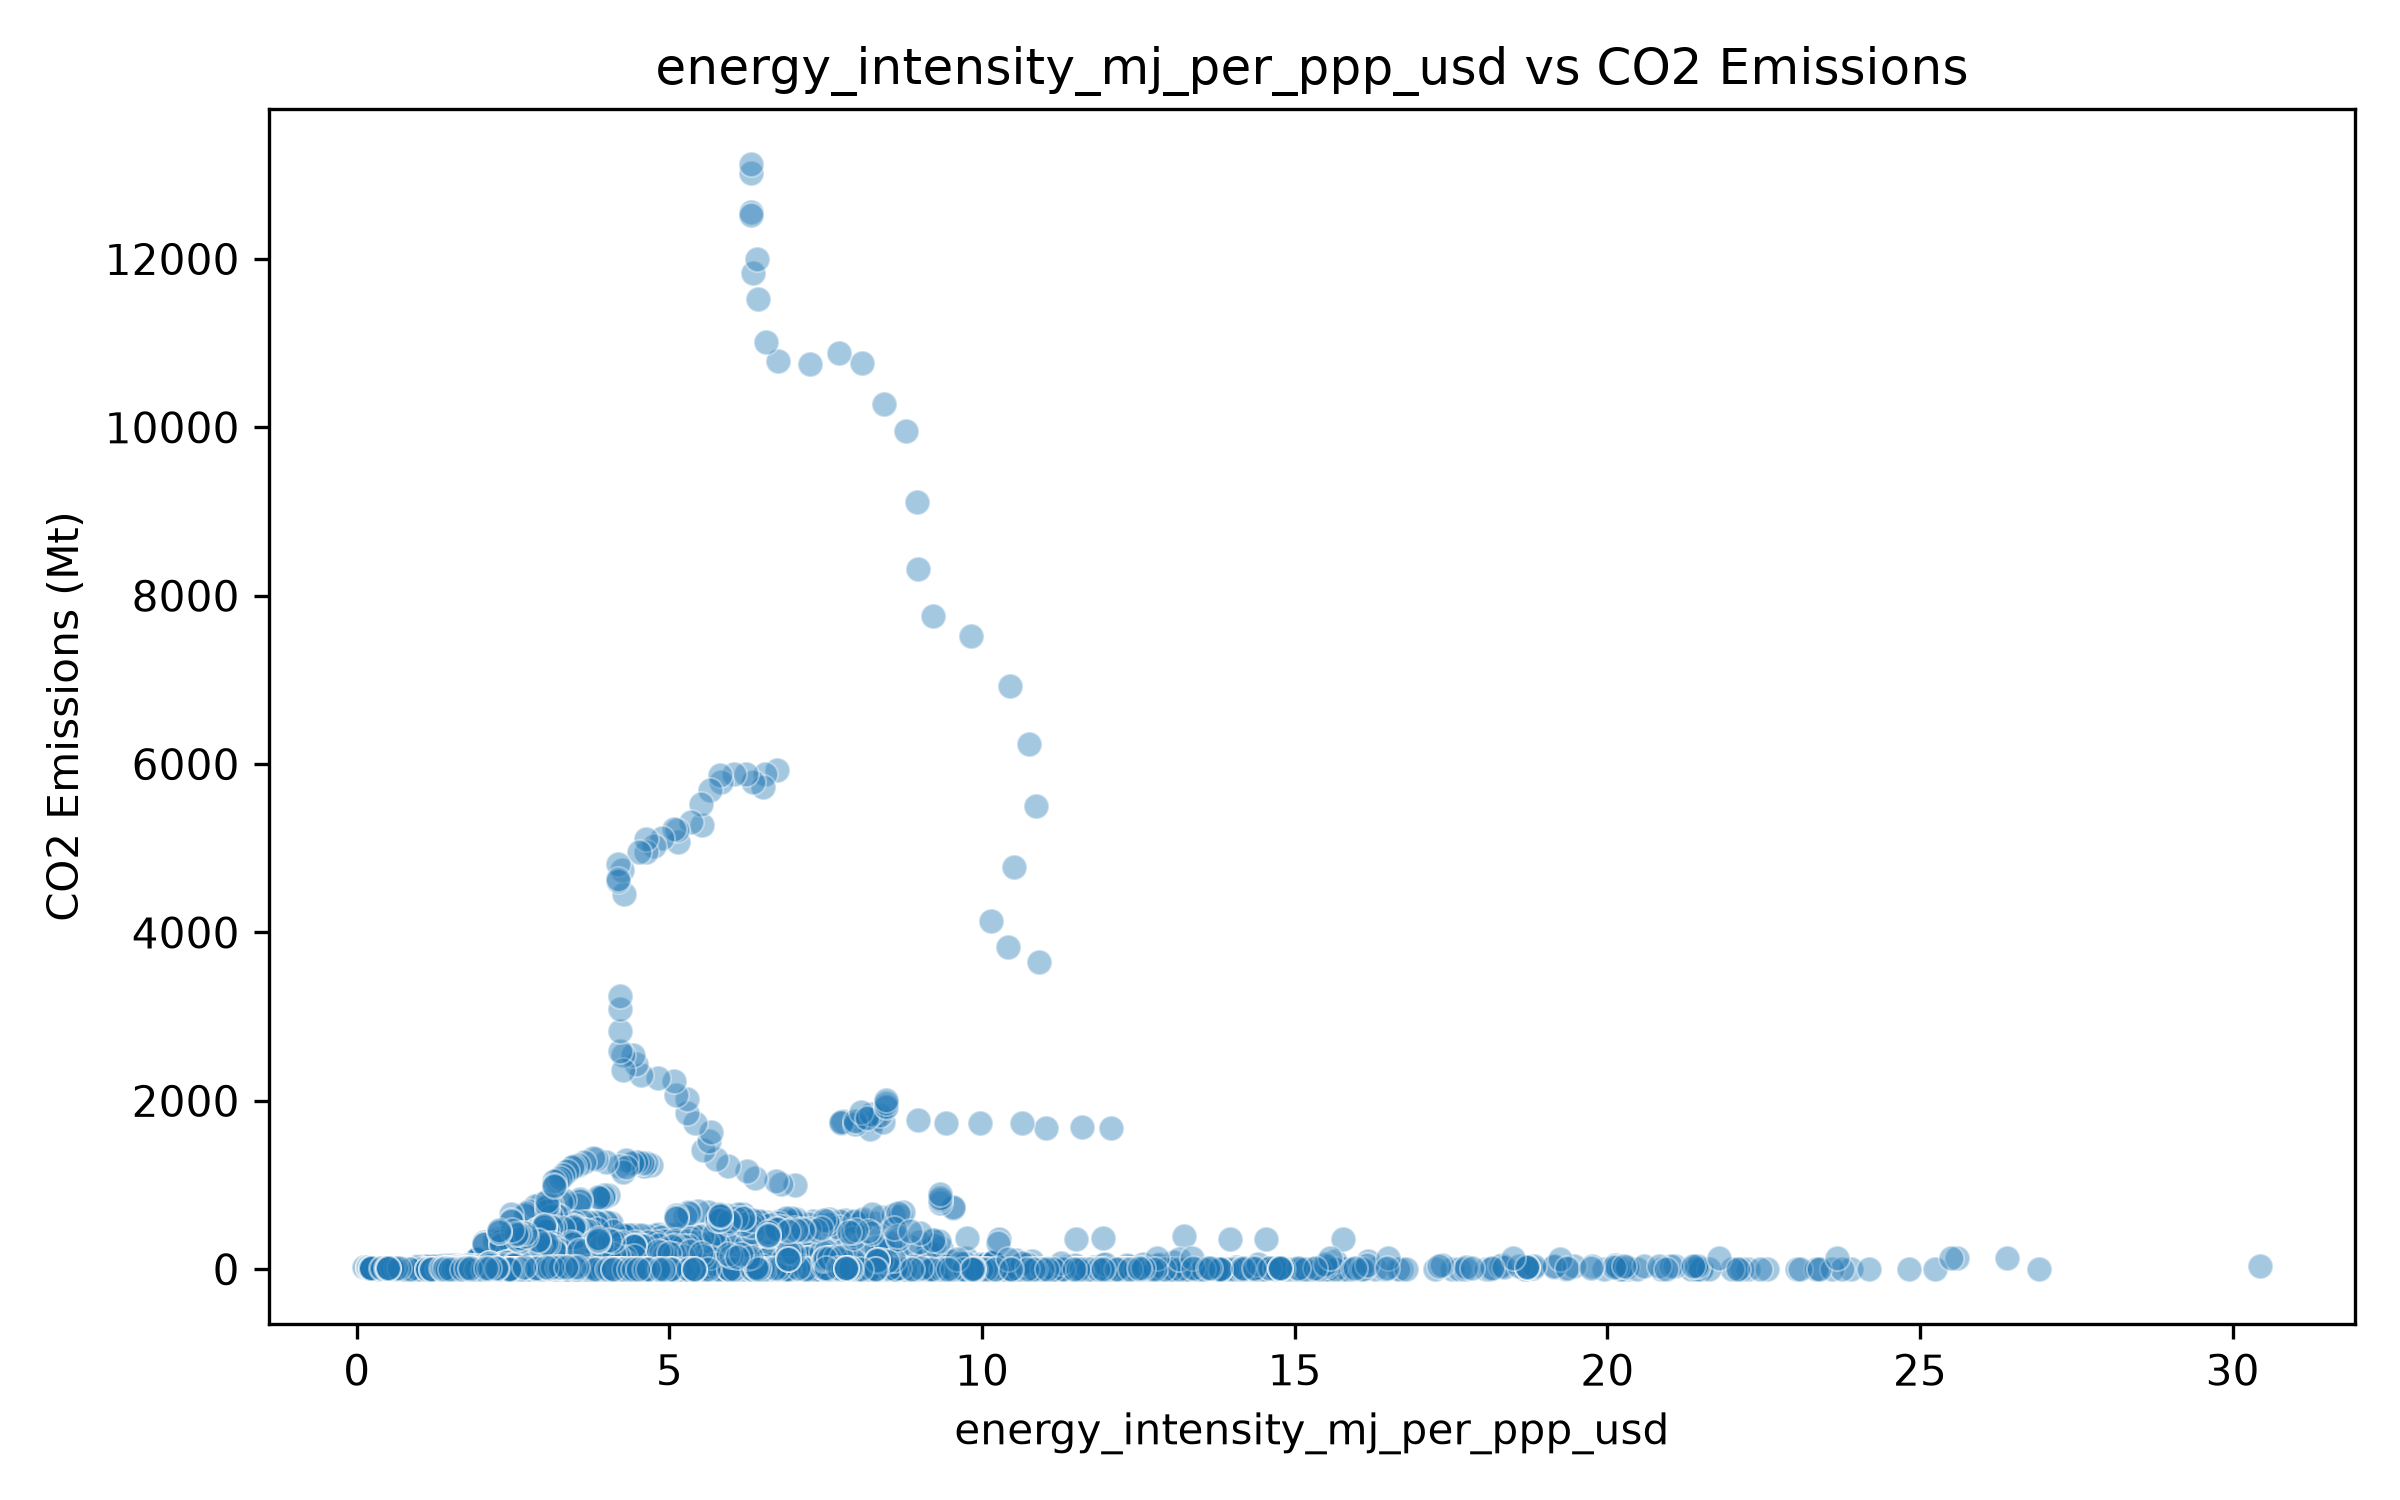 energy_intensity_mj_per_ppp_usd vs CO2 Emissions
CO2 Emissions (Mt)
12000
10000
8000
6000
4000
2000
0
0 5 10 15 20 25 30
energy_intensity_mj_per_ppp_usd